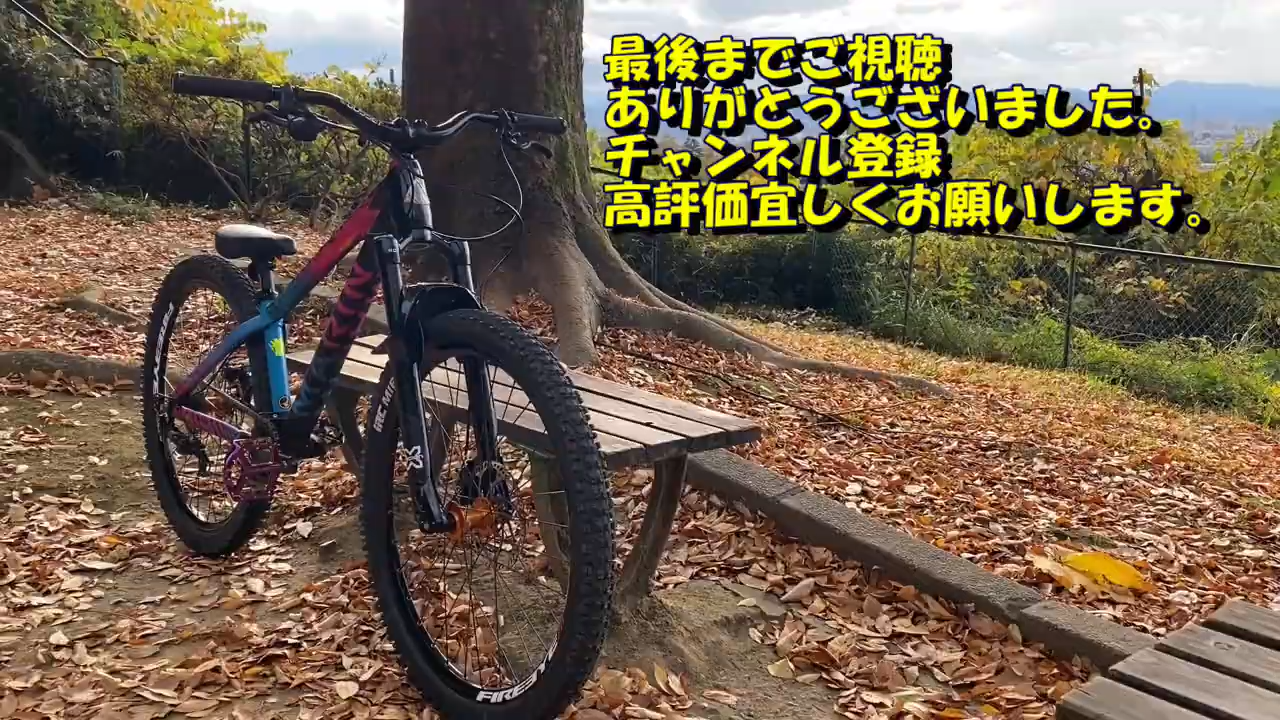 最後までご視聴
ありがとうございました。
チャンネル登録
高評価宜しくお願いします。